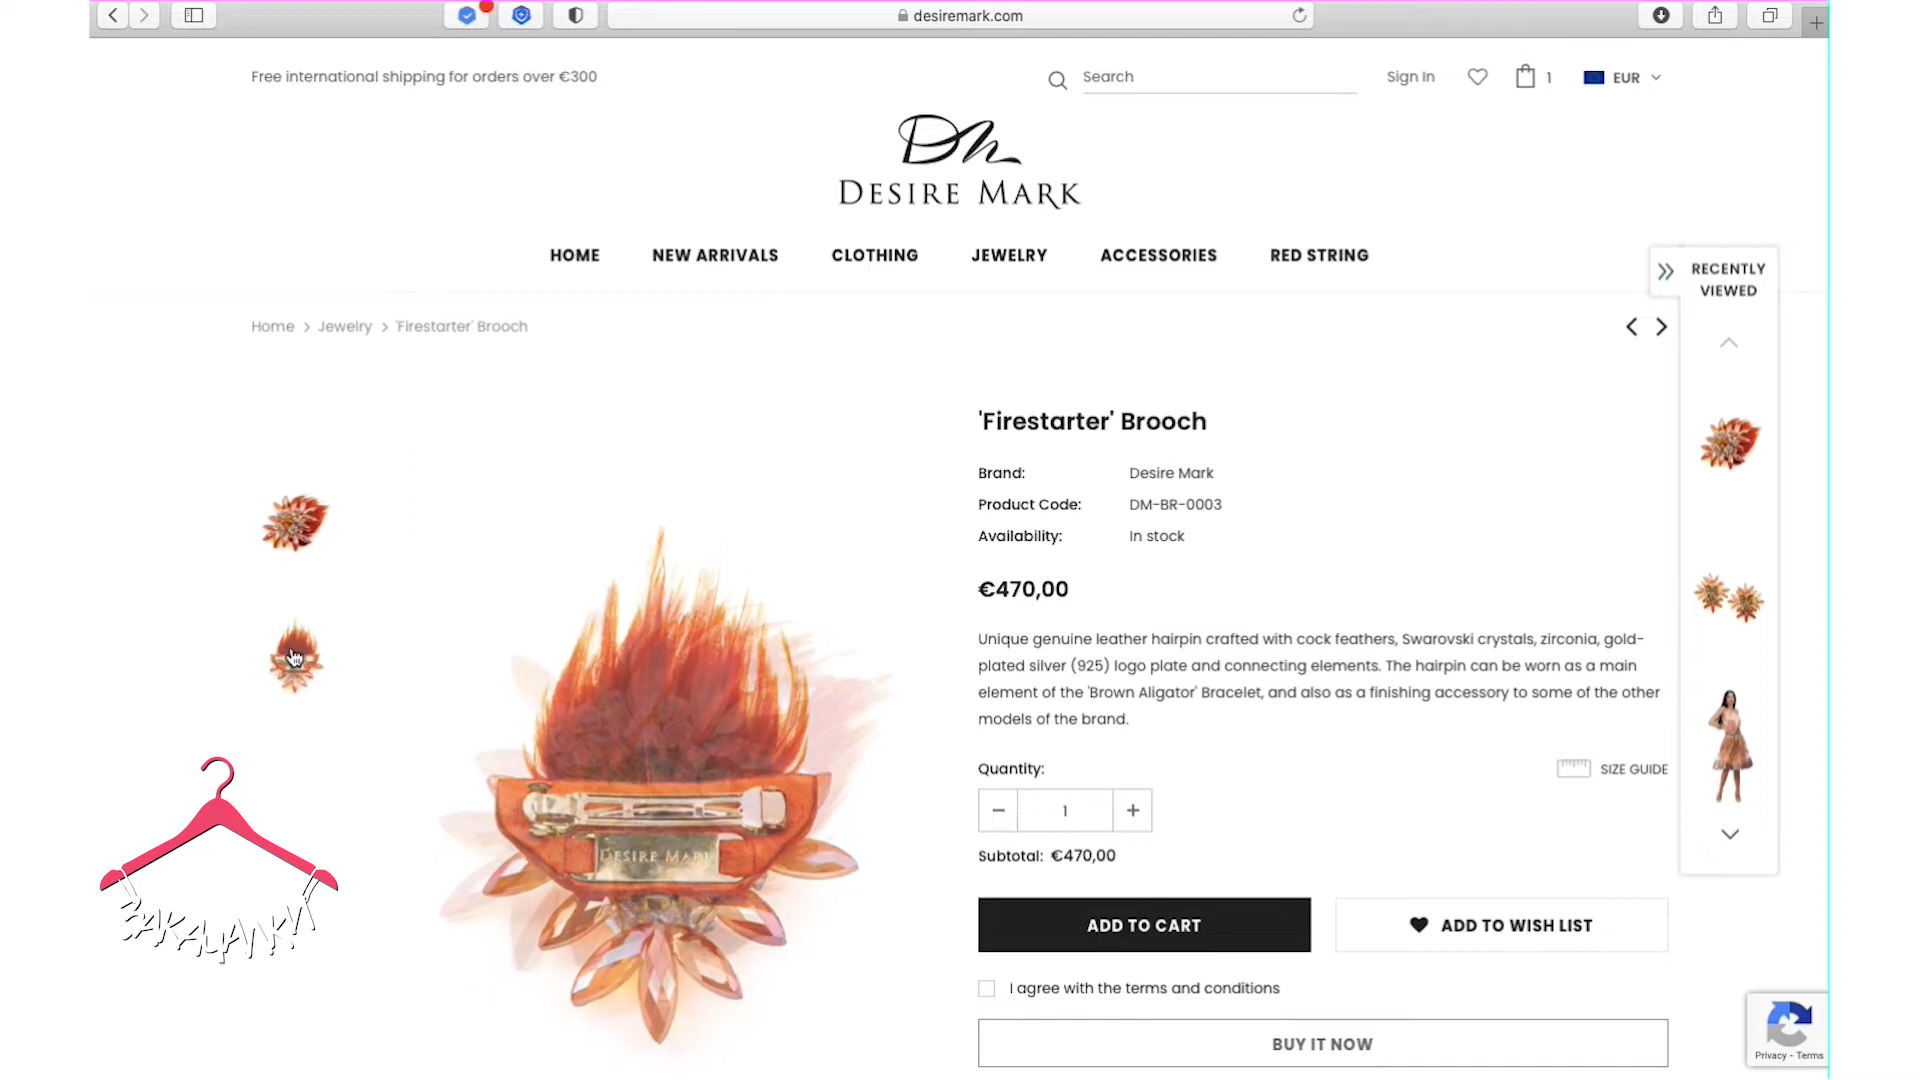 desiremark.com
Free international shipping for orders over €300
Search
Sign In
1
EUR
Dm
DESIRE MARK
HOME
NEW ARRIVALS
CLOTHING
JEWELRY
ACCESSORIES
RED STRING
RECENTLY
VIEWED
Home > Jewelry > 'Firestarter' Brooch
'Firestarter' Brooch
Brand: Desire Mark
Product Code: DM-BR-0003
Availability: In stock
€470,00
Unique genuine leather hairpin crafted with cock feathers, Swarovski crystals, zirconia, gold-
plated silver (925) logo plate and connecting elements. The hairpin can be worn as a main
element of the 'Brown Aligator' Bracelet, and also as a finishing accessory to some of the other
models of the brand.
Quantity:
SIZE GUIDE
− 1 +
Subtotal: €470,00
DESIRE MARK
ЗАКАЧАЛКИ
ADD TO CART
ADD TO WISH LIST
I agree with the terms and conditions
BUY IT NOW
Privacy - Terms